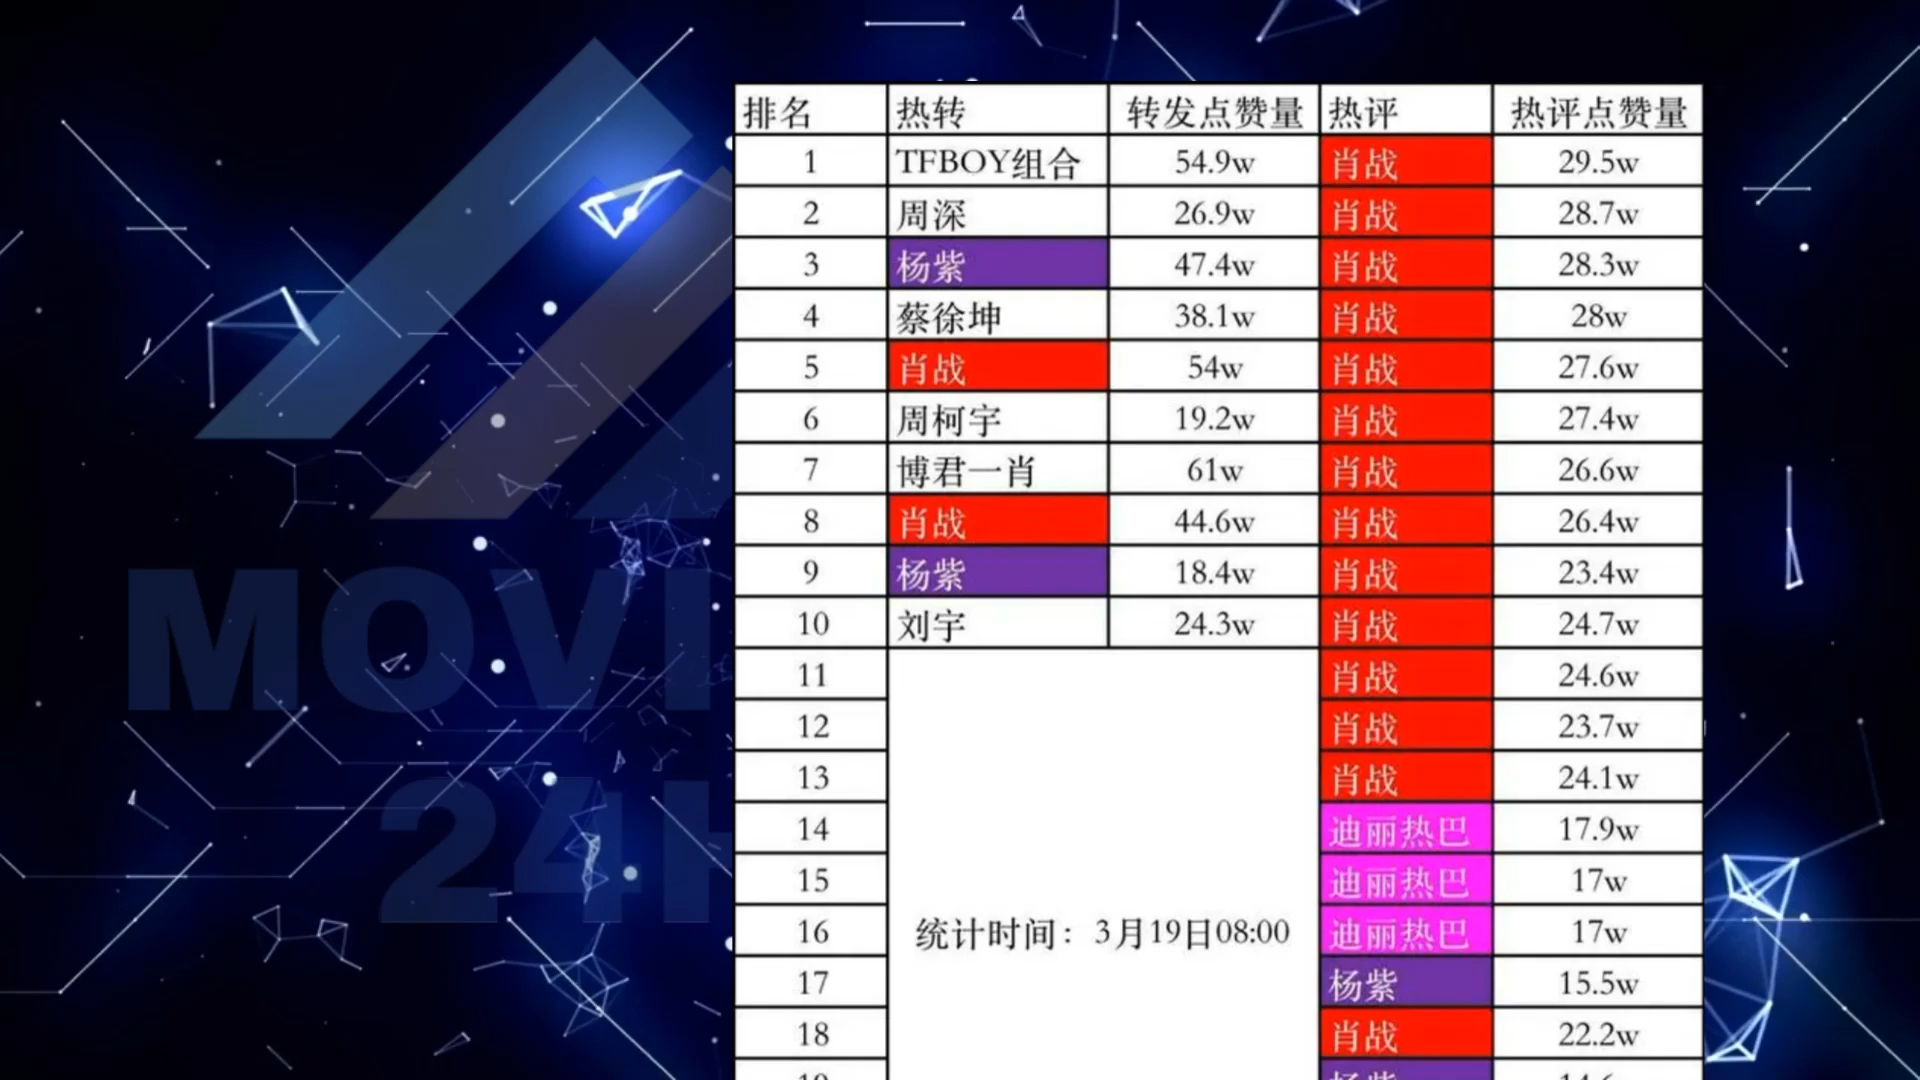 排名 热转 转发点赞量 热评 热评点赞量
1 TFBOY组合 54.9w 肖战 29.5w
2 周深 26.9w 肖战 28.7w
3 杨紫 47.4w 肖战 28.3w
4 蔡徐坤 38.1w 肖战 28w
5 肖战 54w 肖战 27.6w
6 周柯宇 19.2w 肖战 27.4w
7 博君一肖 61w 肖战 26.6w
8 肖战 44.6w 肖战 26.4w
9 杨紫 18.4w 肖战 23.4w
10 刘宇 24.3w 肖战 24.7w
11 肖战 24.6w
12 肖战 23.7w
13 肖战 24.1w
14 迪丽热巴 17.9w
15 迪丽热巴 17w
16 统计时间：3月19日08:00 迪丽热巴 17w
17 杨紫 15.5w
18 肖战 22.2w
MOVI
24H